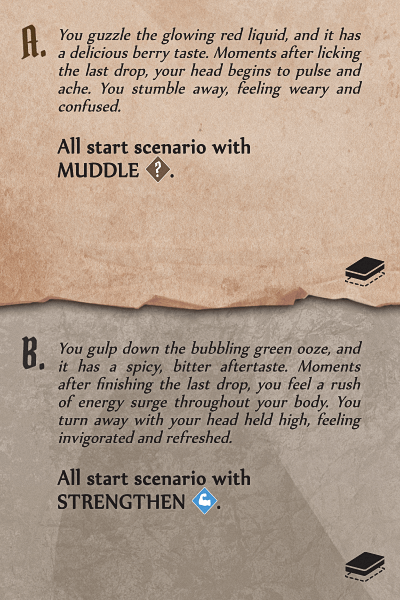 A. You guzzle the glowing red liquid, and it has
a delicious berry taste. Moments after licking
the last drop, your head begins to pulse and
ache. You stumble away, feeling weary and
confused.
All start scenario with
MUDDLE ?.
B. You gulp down the bubbling green ooze, and
it has a spicy, bitter aftertaste. Moments
after finishing the last drop, you feel a rush
of energy surge throughout your body. You
turn away with your head held high, feeling
invigorated and refreshed.
All start scenario with
STRENGTHEN .